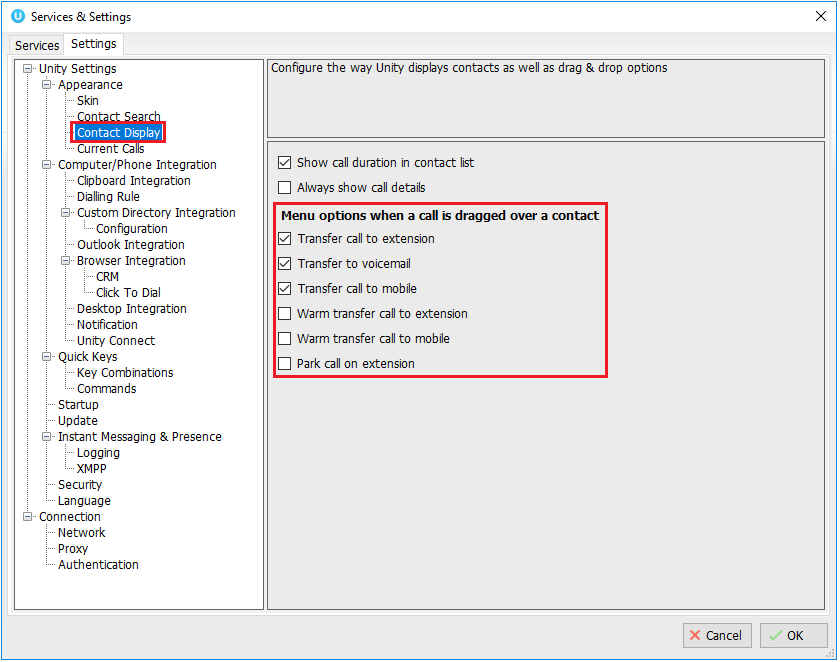 U Services & Settings
Services Settings
Unity Settings
Appearance
Skin
Contact Search
Contact Display
Current Calls
Computer/Phone Integration
Clipboard Integration
Dialling Rule
Custom Directory Integration
Configuration
Outlook Integration
Browser Integration
CRM
Click To Dial
Desktop Integration
Notification
Unity Connect
Quick Keys
Key Combinations
Commands
Startup
Update
Instant Messaging & Presence
Logging
XMPP
Security
Language
Connection
Network
Proxy
Authentication
Configure the way Unity displays contacts as well as drag & drop options
Show call duration in contact list
Always show call details
Menu options when a call is dragged over a contact
Transfer call to extension
Transfer to voicemail
Transfer call to mobile
Warm transfer call to extension
Warm transfer call to mobile
Park call on extension
Cancel OK